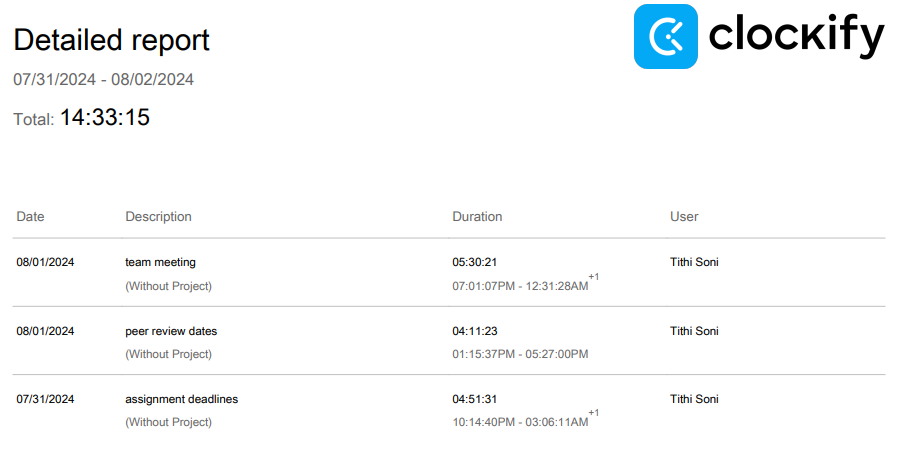 Detailed report
clockify
07/31/2024 - 08/02/2024
Total: 14:33:15
Date Description Duration User
08/01/2024 team meeting 05:30:21 Tithi Soni
(Without Project) 07:01:07PM - 12:31:28AM+1
08/01/2024 peer review dates 04:11:23 Tithi Soni
(Without Project) 01:15:37PM - 05:27:00PM
07/31/2024 assignment deadlines 04:51:31 Tithi Soni
(Without Project) 10:14:40PM - 03:06:11AM+1